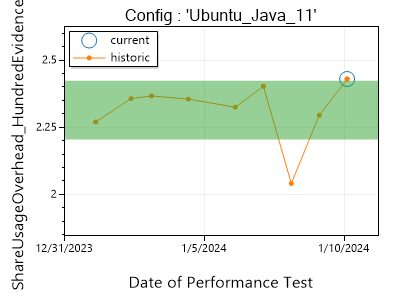 Config : 'Ubuntu_Java_11'
ShareUsageOverhead_HundredEvidence
current
historic
2.5
2.25
2
12/31/2023
1/5/2024
1/10/2024
Date of Performance Test